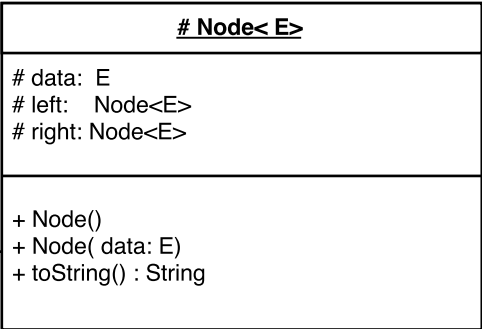 # Node< E>
# data: E
# left: Node<E>
# right: Node<E>
+ Node()
+ Node( data: E)
+ toString() : String